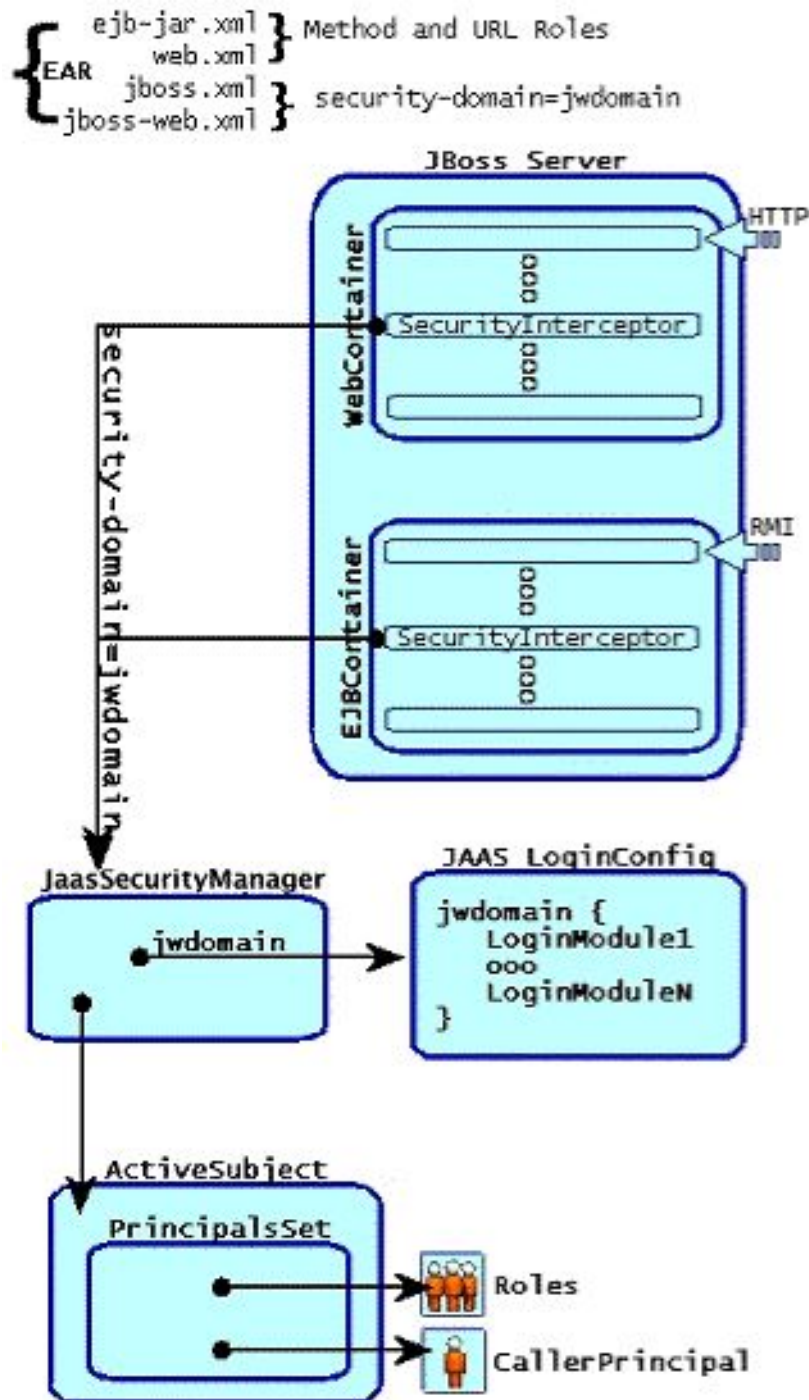 ejb-jar.xml } Method and URL Roles
web.xml
{ EAR
jboss.xml } security-domain=jwdomain
jboss-web.xml
JBoss Server
HTTP
WebContainer
SecurityInterceptor
security-domain=jwdomain
RMI
EJBContainer
SecurityInterceptor
JaasSecurityManager
jwdomain
JAAS LoginConfig
jwdomain {
LoginModule1
ooo
LoginModuleN
}
ActiveSubject
PrincipalsSet
Roles
CallerPrincipal